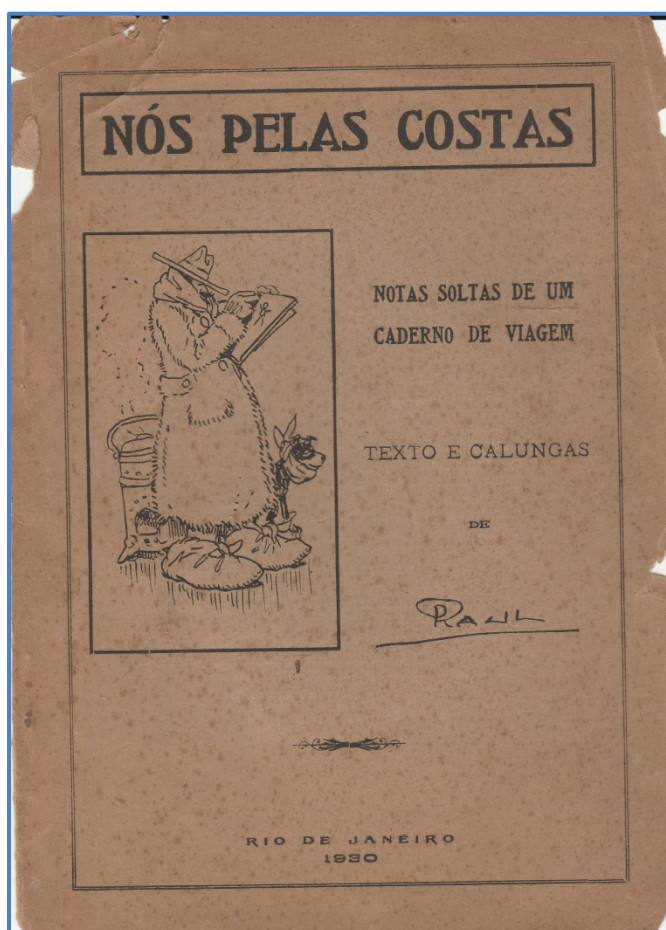 NÓS PELAS COSTAS
NOTAS SOLTAS DE UM
CADERNO DE VIAGEM
TEXTO E CALUNGAS
DE
RAUL
RIO DE JANEIRO
1930